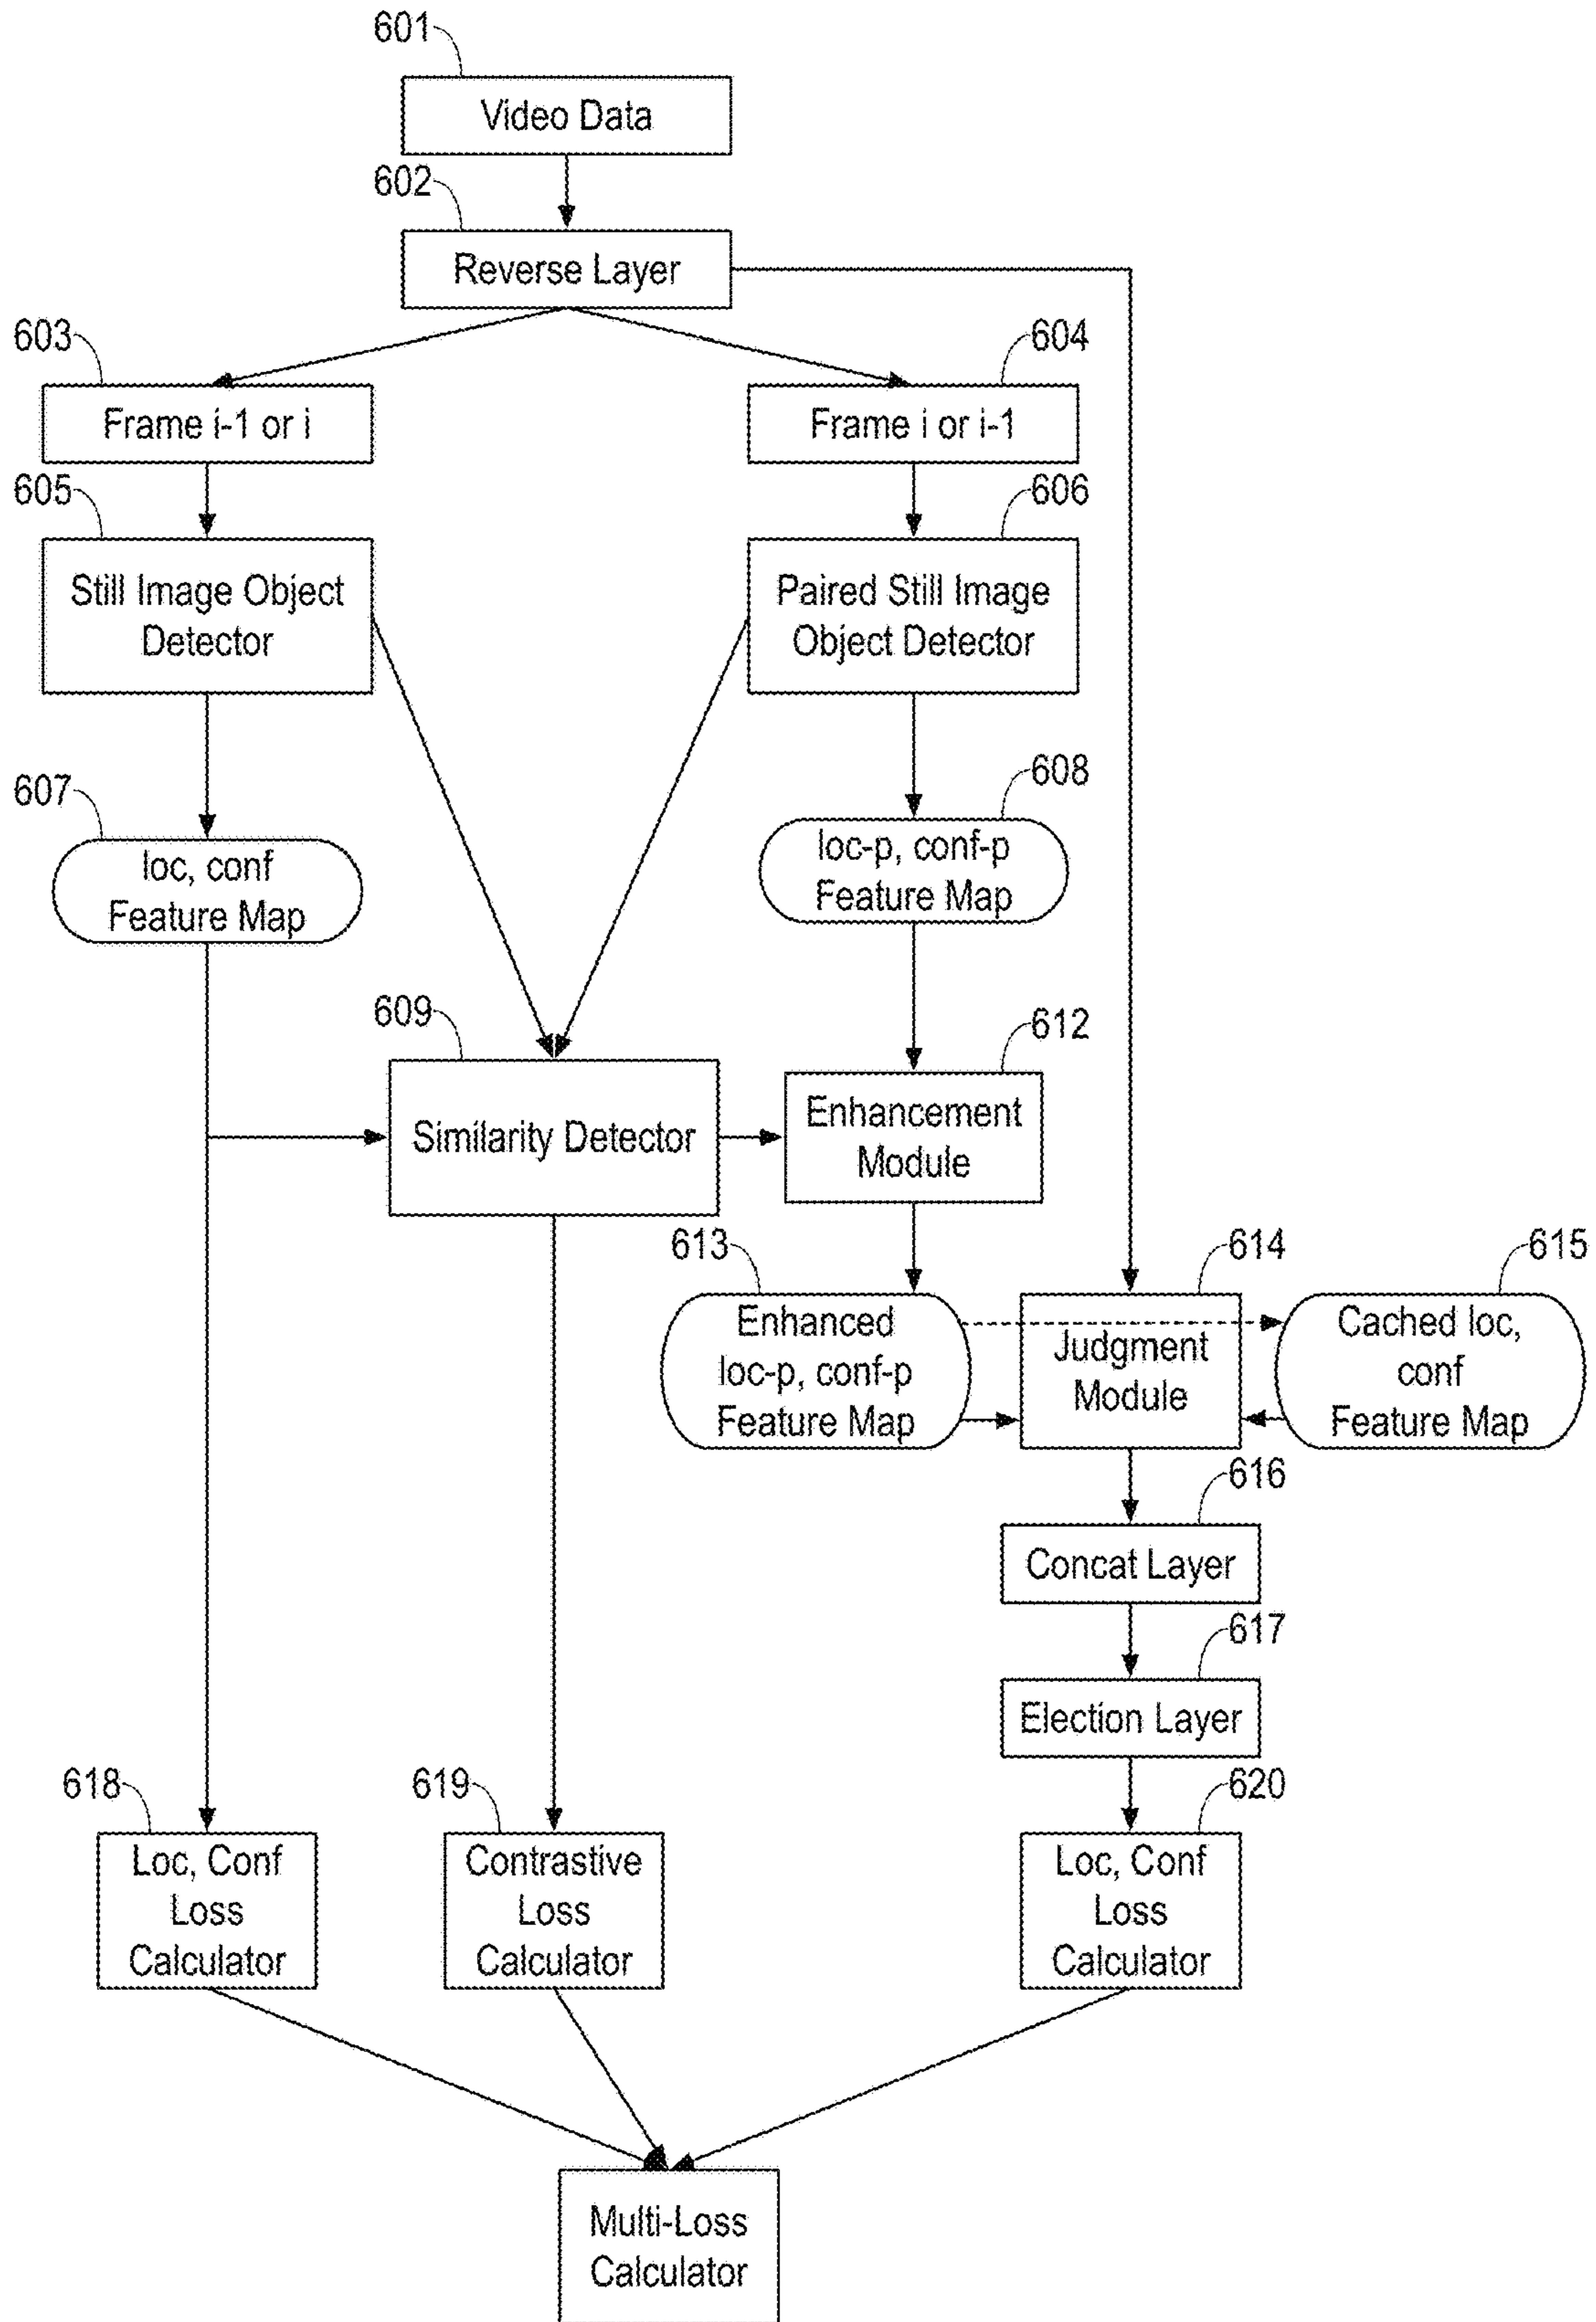 601
Video Data
602
Reverse Layer
603
604
Frame i-1 or i
Frame i or i-1
605
606
Still Image Object
Detector
Paired Still Image
Object Detector
607
608
loc, conf
Feature Map
loc-p, conf-p
Feature Map
609
612
Similarity Detector
Enhancement
Module
613
614
615
Enhanced
loc-p, conf-p
Feature Map
Judgment
Module
Cached loc,
conf
Feature Map
616
Concat Layer
617
Election Layer
618
619
620
Loc, Conf
Loss
Calculator
Contrastive
Loss
Calculator
Loc, Conf
Loss
Calculator
Multi-Loss
Calculator